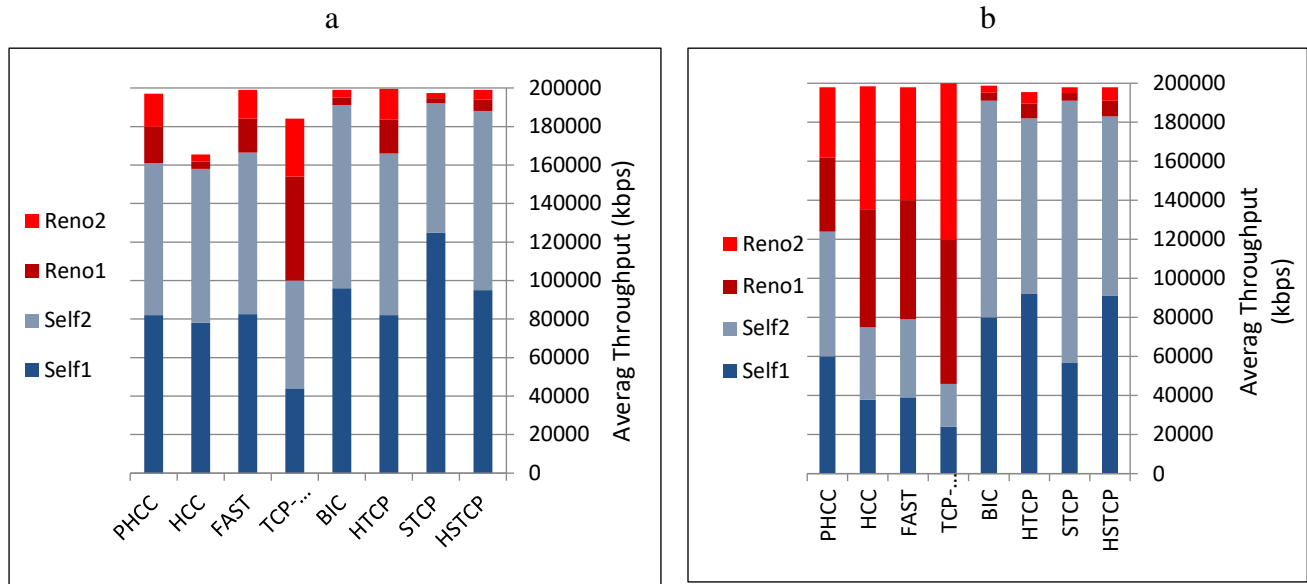 a
200000
180000
160000
140000
120000
100000
80000
60000
40000
20000
0
Averag Throughput (kbps)
Reno2
Reno1
Self2
Self1
PHCC
HCC
FAST
TCP-...
BIC
HTCP
STCP
HSTCP
b
200000
180000
160000
140000
120000
100000
80000
60000
40000
20000
0
Averag Throughput
(kbps)
Reno2
Reno1
Self2
Self1
PHCC
HCC
FAST
TCP-...
BIC
HTCP
STCP
HSTCP